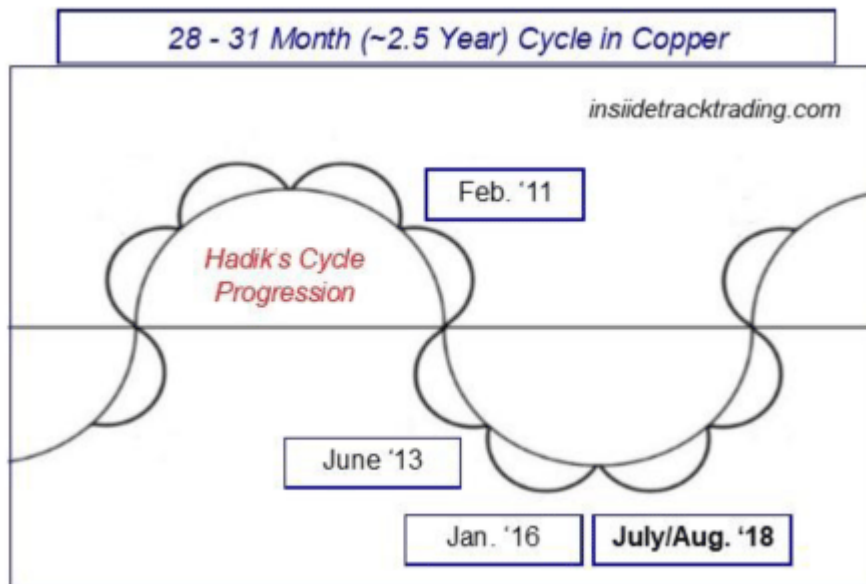 28 - 31 Month (~2.5 Year) Cycle in Copper
insiidetracktrading.com
Feb. ‘11
Hadik's Cycle
Progression
June ‘13
Jan. ‘16
July/Aug. ‘18